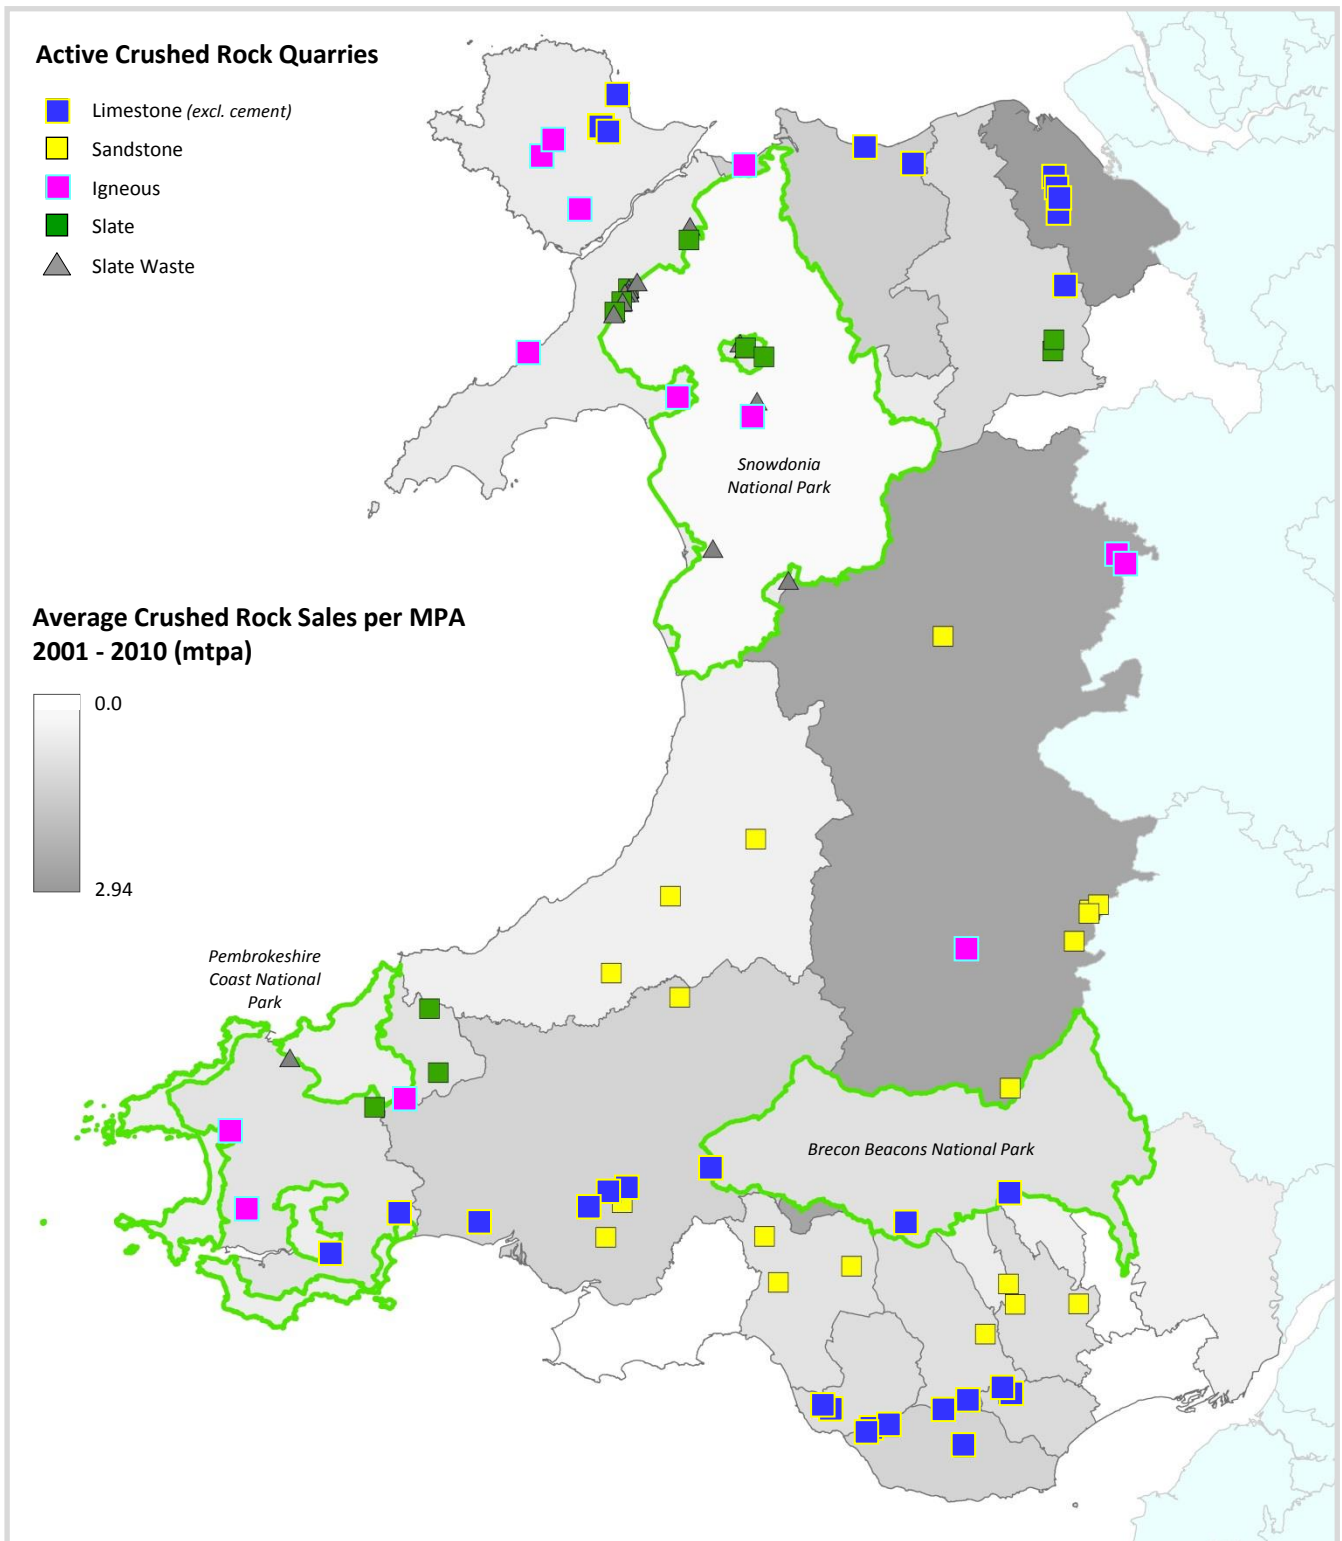 Active Crushed Rock Quarries
Limestone (excl. cement)
Sandstone
Igneous
Slate
Slate Waste
Snowdonia
National Park
Average Crushed Rock Sales per MPA
2001 - 2010 (mtpa)
0.0
2.94
Pembrokeshire
Coast National
Park
Brecon Beacons National Park